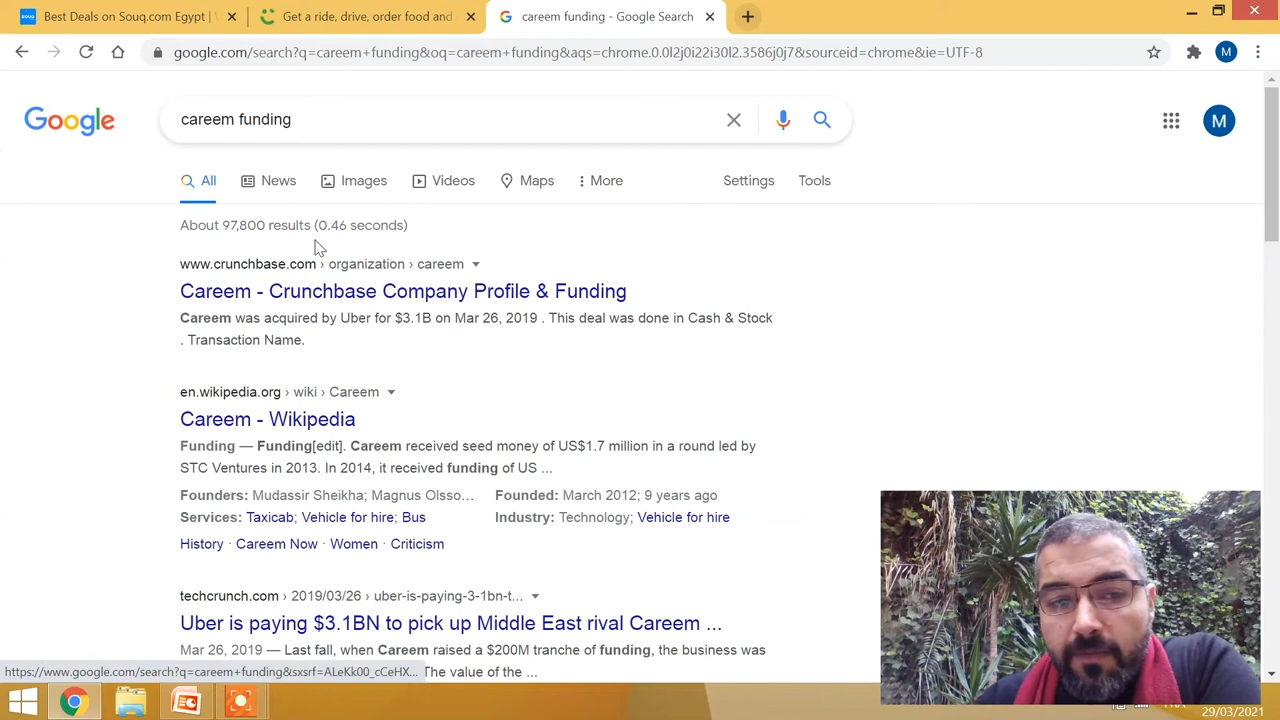 Best Deals on Souq.com Egypt |
Get a ride, drive, order food and
careem funding - Google Search
google.com/search?q=careem+funding&oq=careem+funding&aqs=chrome.0.0l2j0i22i30l2.3586j0j7&sourceid=chrome&ie=UTF-8
M
Google
careem funding
M
All
News
Images
Videos
Maps
More
Settings
Tools
About 97,800 results (0.46 seconds)
www.crunchbase.com › organization › careem
Careem - Crunchbase Company Profile & Funding
Careem was acquired by Uber for $3.1B on Mar 26, 2019 . This deal was done in Cash & Stock
. Transaction Name.
en.wikipedia.org › wiki › Careem
Careem - Wikipedia
Funding — Funding[edit]. Careem received seed money of US$1.7 million in a round led by
STC Ventures in 2013. In 2014, it received funding of US ...
Founders: Mudassir Sheikha; Magnus Olsso…
Founded: March 2012; 9 years ago
Services: Taxicab; Vehicle for hire; Bus
Industry: Technology; Vehicle for hire
History · Careem Now · Women · Criticism
techcrunch.com › 2019/03/26 › uber-is-paying-3-1bn-t...
Uber is paying $3.1BN to pick up Middle East rival Careem ...
Mar 26, 2019 — Last fall, when Careem raised a $200M tranche of funding, the business was
https://www.google.com/search?q=careem+funding&sxsrf=ALeKk00_cCeHX...
The value of the ...
29/03/2021